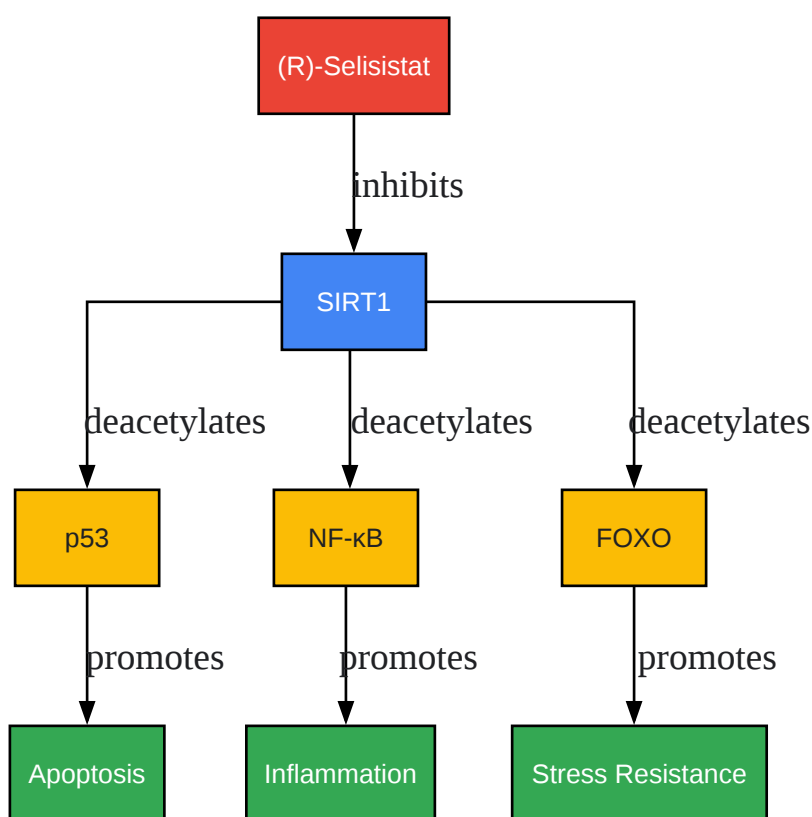 (R)-Selisistat
inhibits
SIRT1
deacetylates deacetylates deacetylates
p53 NF-κB FOXO
promotes promotes promotes
Apoptosis Inflammation Stress Resistance